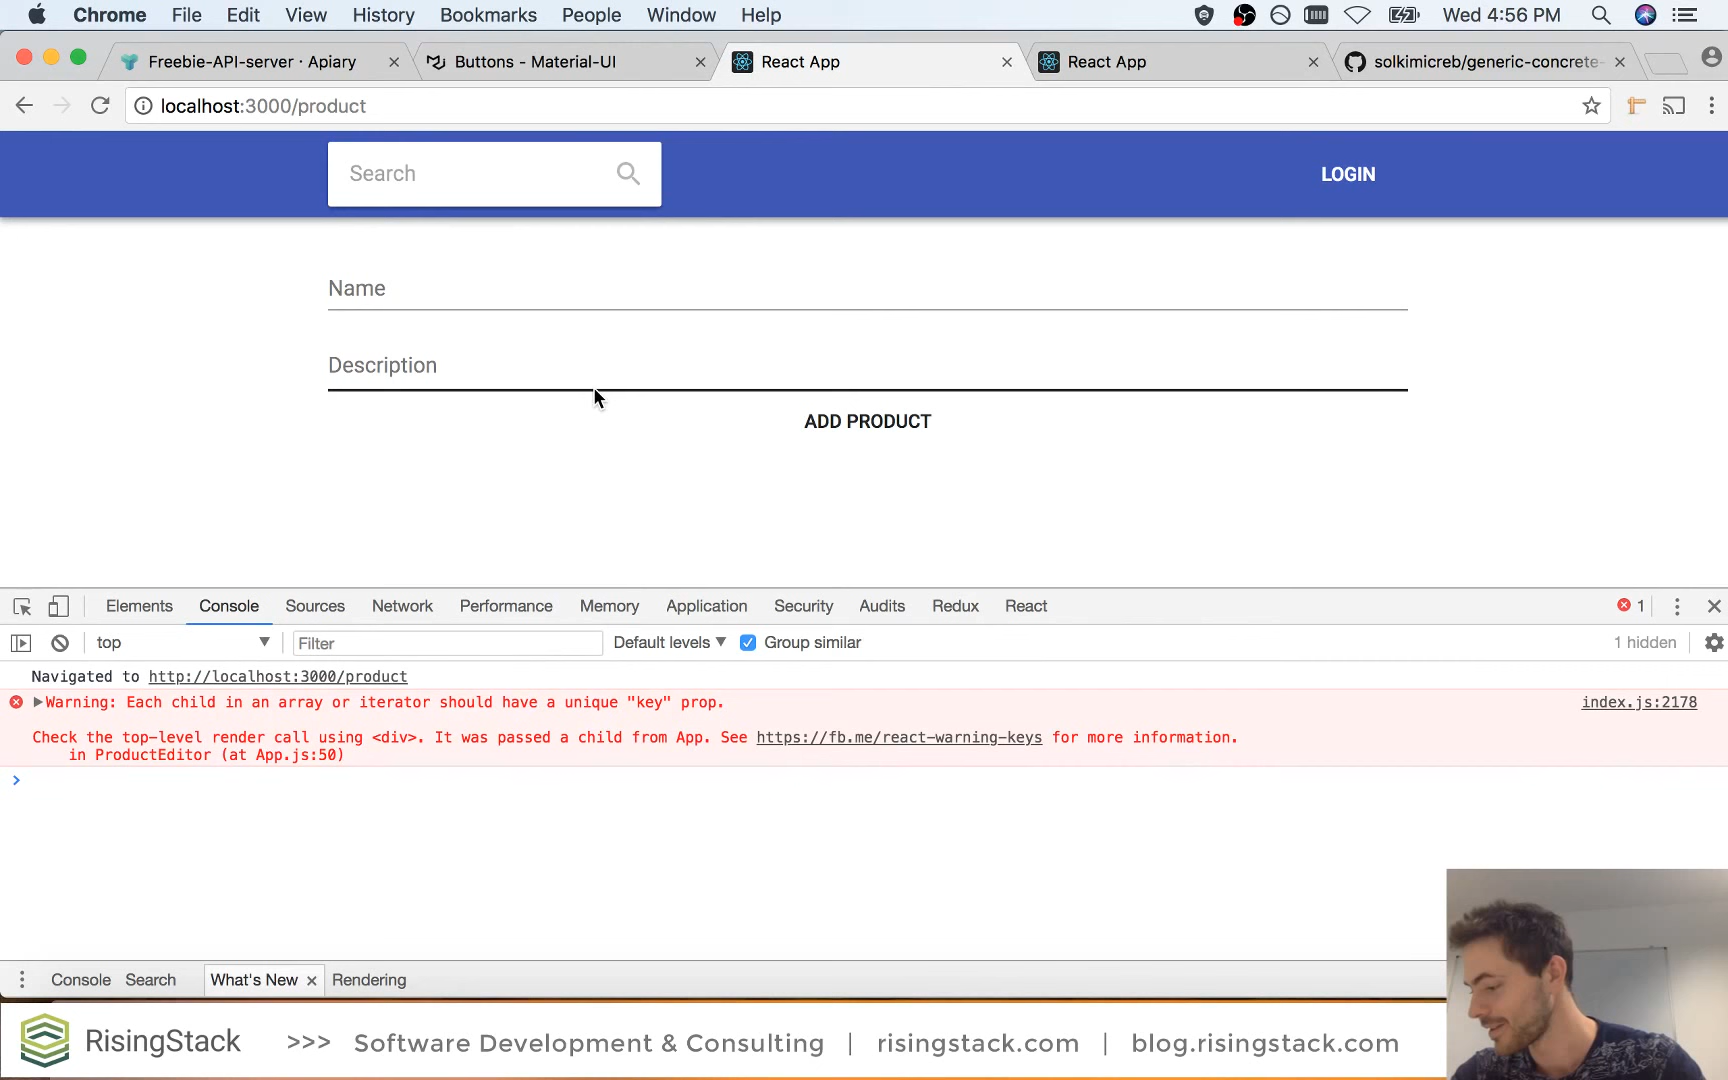 Chrome File Edit View History Bookmarks People Window Help Wed 4:56 PM
Freebie-API-server · Apiary Buttons - Material-UI React App React App solkimicreb/generic-concrete-
localhost:3000/product
Search LOGIN
Name
Description
ADD PRODUCT
Elements Console Sources Network Performance Memory Application Security Audits Redux React 1
top Filter Default levels Group similar 1 hidden
Navigated to http://localhost:3000/product
Warning: Each child in an array or iterator should have a unique "key" prop. index.js:2178
Check the top-level render call using <div>. It was passed a child from App. See https://fb.me/react-warning-keys for more information.
in ProductEditor (at App.js:50)
Console Search What's New Rendering
RisingStack >>> Software Development & Consulting | risingstack.com | blog.risingstack.com